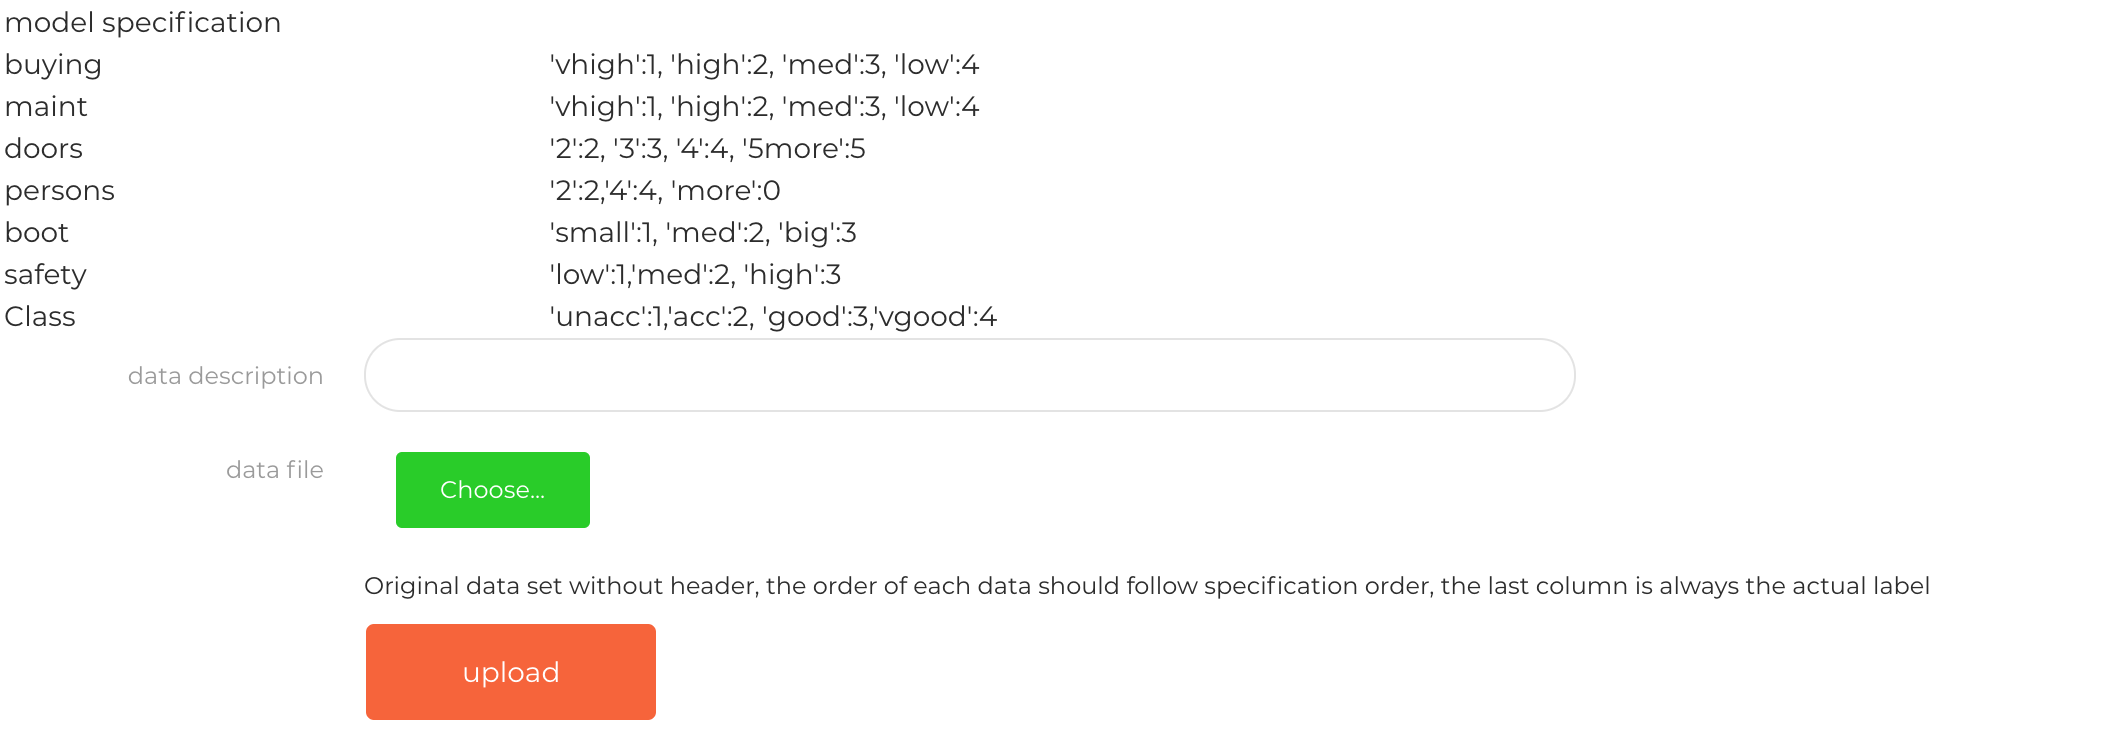 model specification
buying 'vhigh':1, 'high':2, 'med':3, 'low':4
maint 'vhigh':1, 'high':2, 'med':3, 'low':4
doors '2':2, '3':3, '4':4, '5more':5
persons '2':2,'4':4, 'more':0
boot 'small':1, 'med':2, 'big':3
safety 'low':1,'med':2, 'high':3
Class 'unacc':1,'acc':2, 'good':3,'vgood':4
data description
data file Choose...
Original data set without header, the order of each data should follow specification order, the last column is always the actual label
upload